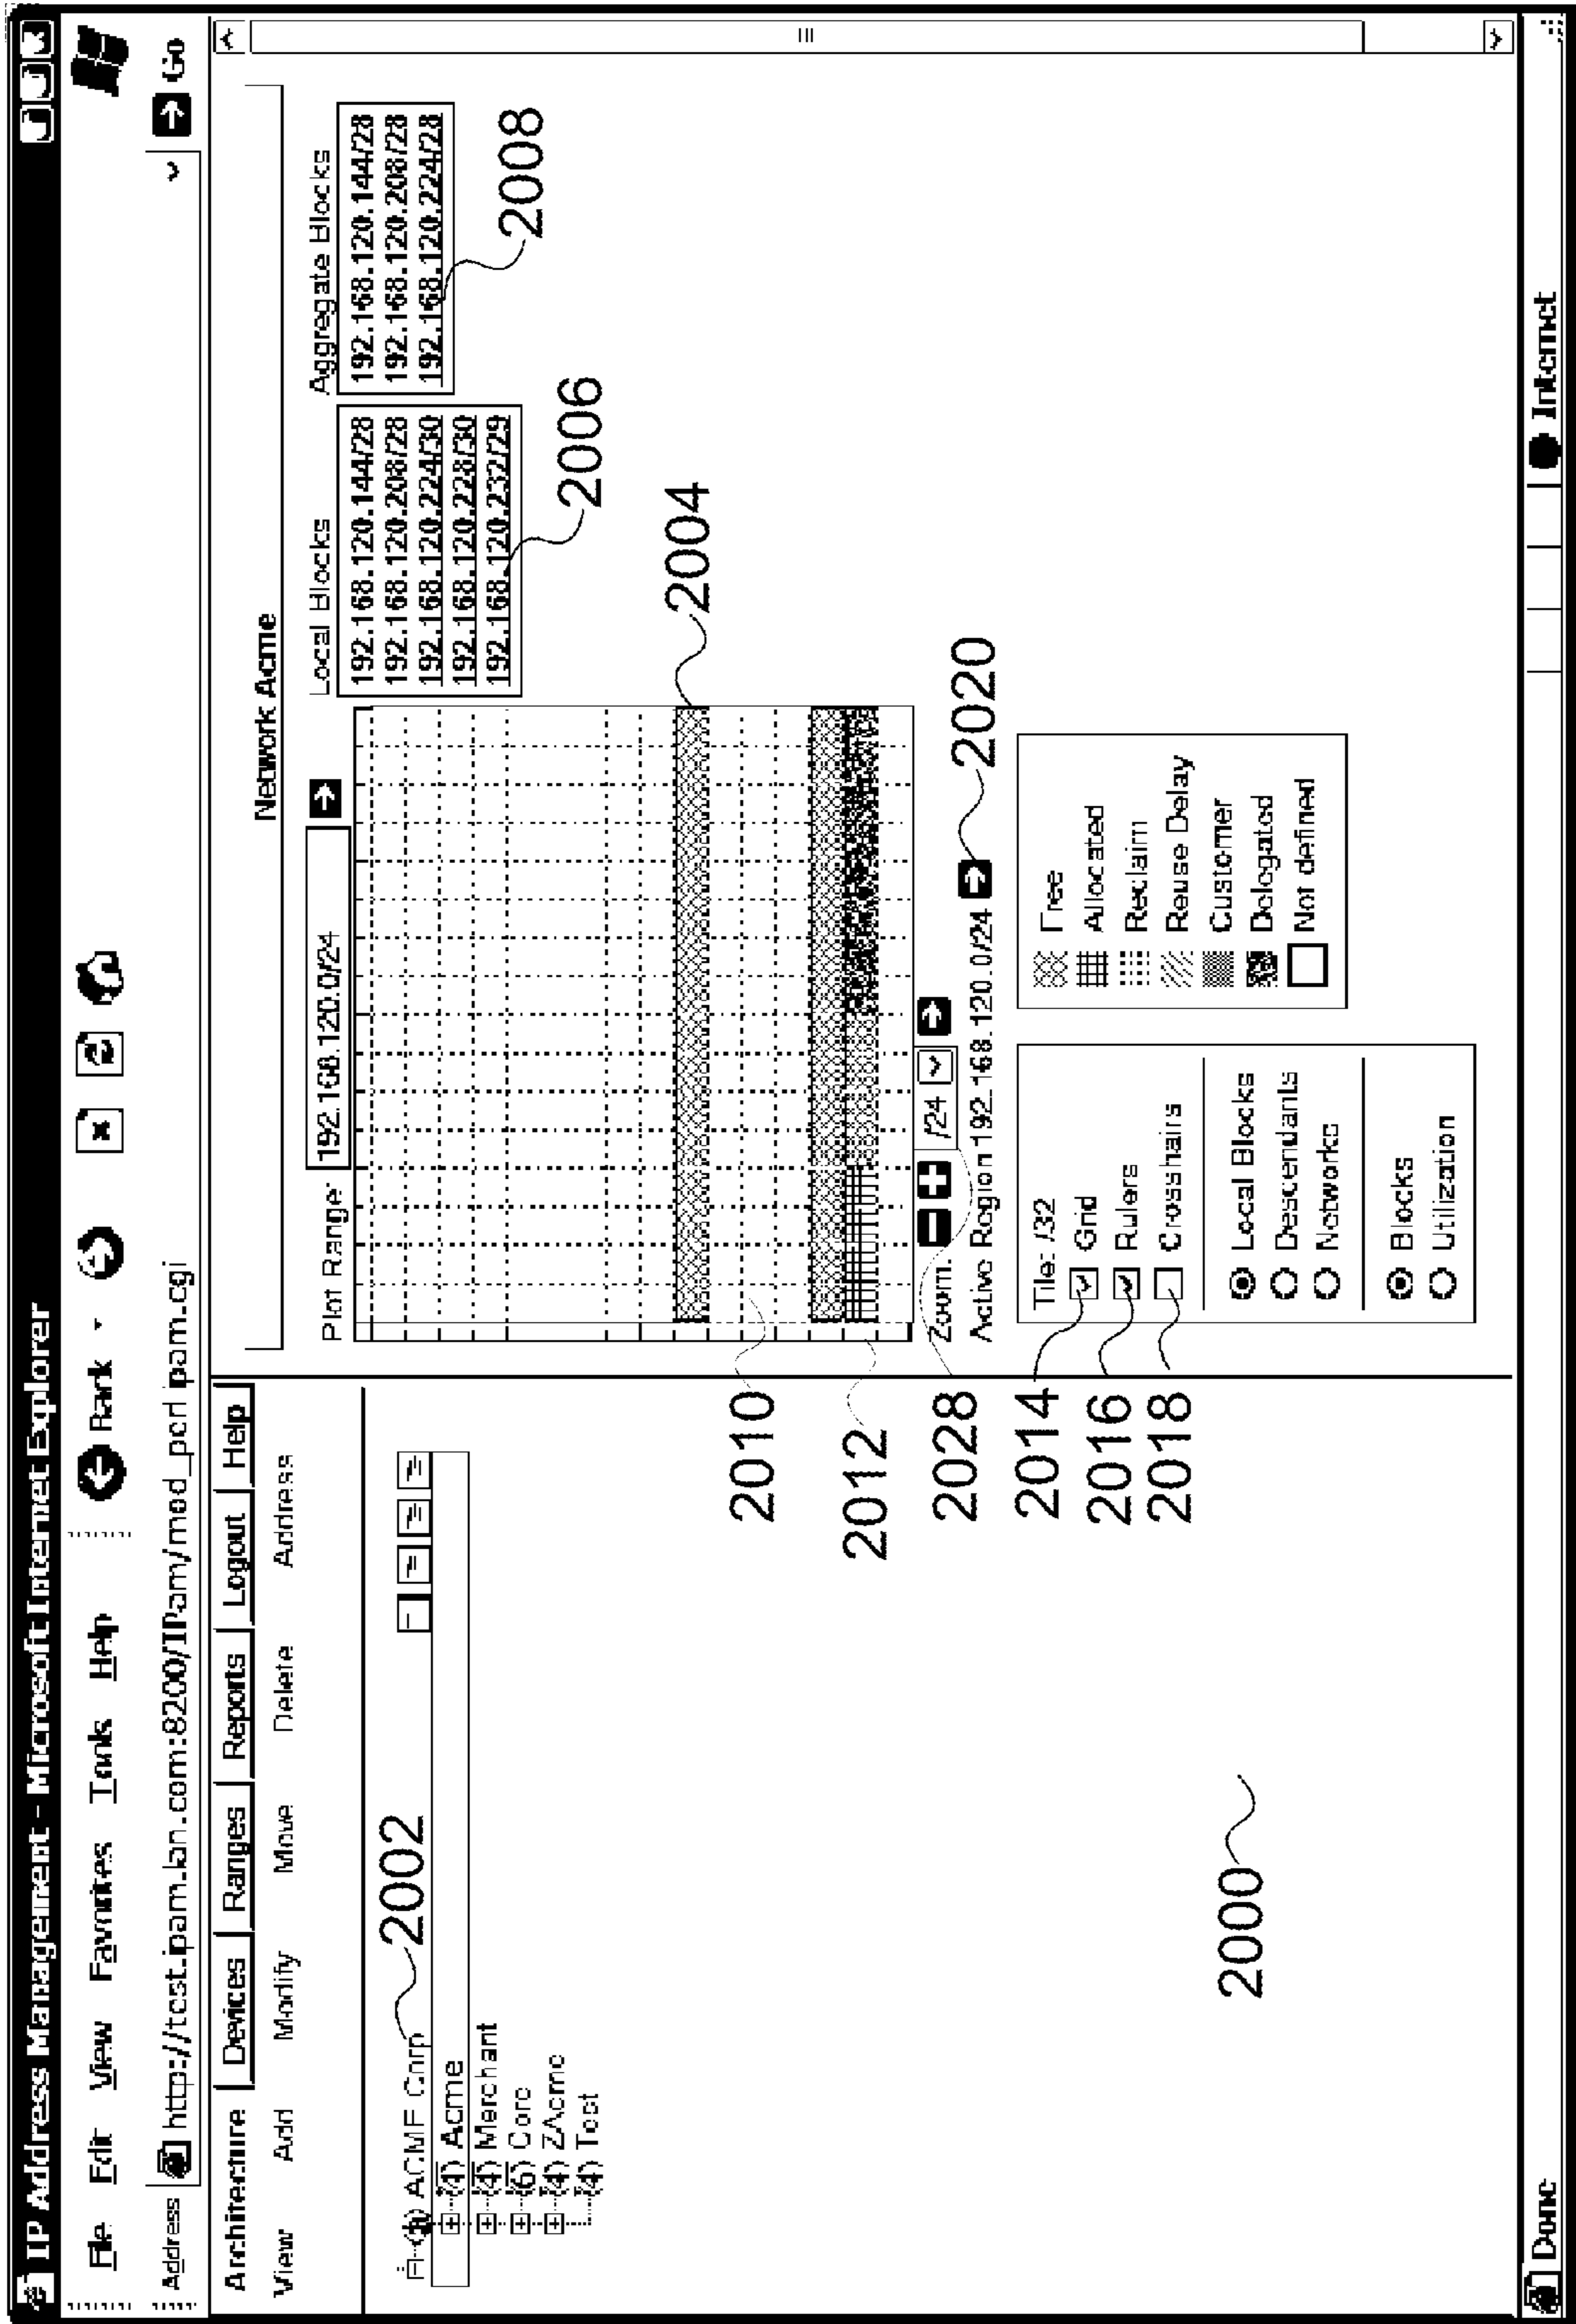 IP Address Management - Microsoft Internet Explorer
File Edit View Favorites Tools Help
Back
Address http://test.ipam.lan.com:8200/IPam/mod_perl/ipam.cgi
Go
Architecture Devices Ranges Reports Logout Help
View Add Modify Move Delete Address
ACME Corp
2002
(4) Acme
(4) Merchant
(6) Core
(4) ZAcme
(4) Test
2000
Network Acme
Plot Range: 192.168.120.0/24
Local Blocks
192.168.120.144/28
192.168.120.208/28
192.168.120.224/30
192.168.120.228/30
192.168.120.232/29
2006
Aggregate Blocks
192.168.120.144/28
192.168.120.208/28
192.168.120.224/28
2008
2004
2010
2012
Zoom: /24
2028
Active Region 192.168.120.0/24
2020
Tile: /32
Grid
2014
Rulers
2016
Crosshairs
2018
Local Blocks
Descendants
Networks
Blocks
Utilization
Free
Allocated
Reclaim
Reuse Delay
Customer
Delegated
Not defined
Done
Internet